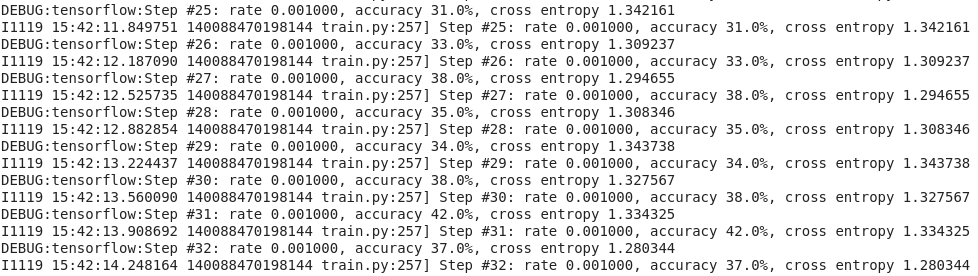 DEBUG:tensorflow:Step #25: rate 0.001000, accuracy 31.0%, cross entropy 1.342161
I1119 15:42:11.849751 140088470198144 train.py:257] Step #25: rate 0.001000, accuracy 31.0%, cross entropy 1.342161
DEBUG:tensorflow:Step #26: rate 0.001000, accuracy 33.0%, cross entropy 1.309237
I1119 15:42:12.187090 140088470198144 train.py:257] Step #26: rate 0.001000, accuracy 33.0%, cross entropy 1.309237
DEBUG:tensorflow:Step #27: rate 0.001000, accuracy 38.0%, cross entropy 1.294655
I1119 15:42:12.525735 140088470198144 train.py:257] Step #27: rate 0.001000, accuracy 38.0%, cross entropy 1.294655
DEBUG:tensorflow:Step #28: rate 0.001000, accuracy 35.0%, cross entropy 1.308346
I1119 15:42:12.882854 140088470198144 train.py:257] Step #28: rate 0.001000, accuracy 35.0%, cross entropy 1.308346
DEBUG:tensorflow:Step #29: rate 0.001000, accuracy 34.0%, cross entropy 1.343738
I1119 15:42:13.224437 140088470198144 train.py:257] Step #29: rate 0.001000, accuracy 34.0%, cross entropy 1.343738
DEBUG:tensorflow:Step #30: rate 0.001000, accuracy 38.0%, cross entropy 1.327567
I1119 15:42:13.560090 140088470198144 train.py:257] Step #30: rate 0.001000, accuracy 38.0%, cross entropy 1.327567
DEBUG:tensorflow:Step #31: rate 0.001000, accuracy 42.0%, cross entropy 1.334325
I1119 15:42:13.908692 140088470198144 train.py:257] Step #31: rate 0.001000, accuracy 42.0%, cross entropy 1.334325
DEBUG:tensorflow:Step #32: rate 0.001000, accuracy 37.0%, cross entropy 1.280344
I1119 15:42:14.248164 140088470198144 train.py:257] Step #32: rate 0.001000, accuracy 37.0%, cross entropy 1.280344